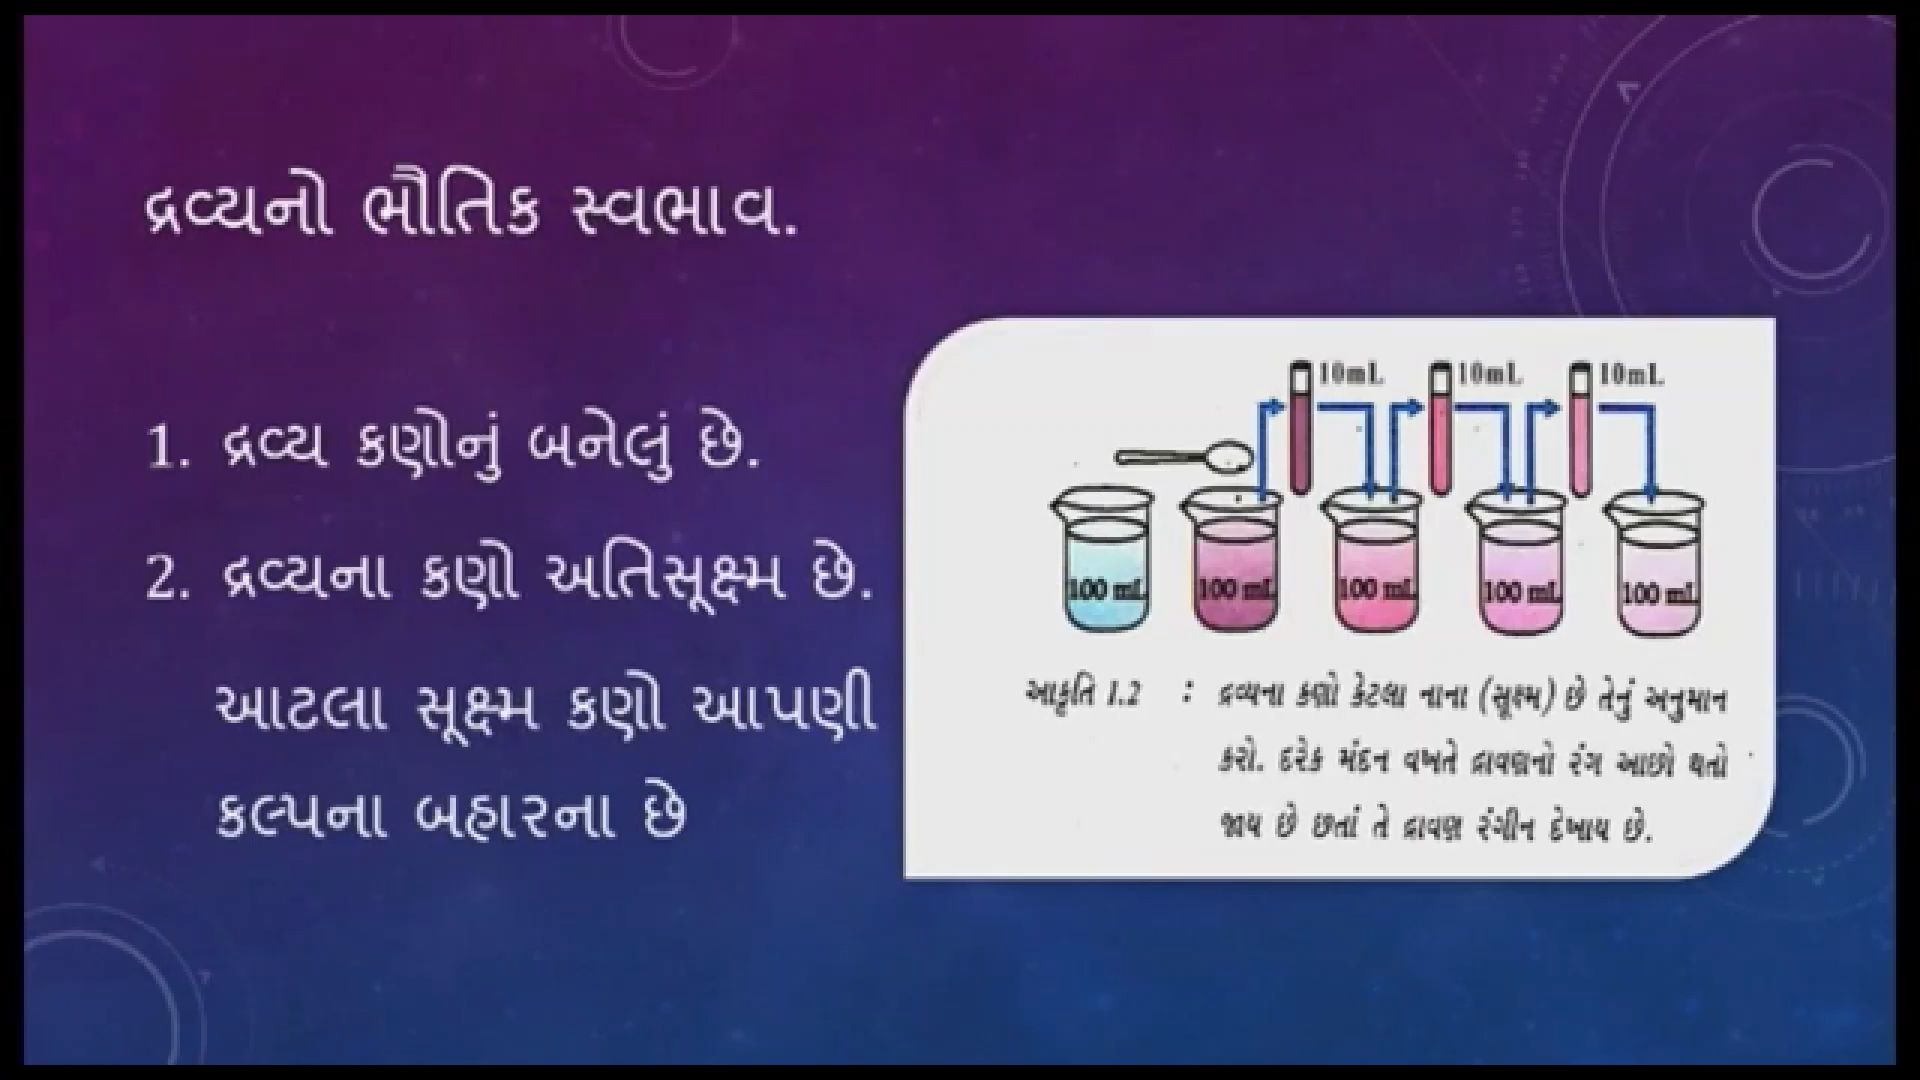 દ્રવ્યનો ભૌતિક સ્વભાવ.
1. દ્રવ્ય કણોનું બનેલું છે.
2. દ્રવ્યના કણો અતિસૂક્ષ્મ છે.
આટલા સૂક્ષ્મ કણો આપણી
કલ્પના બહારના છે
10mL 10mL 10mL
100 mL 100 mL 100 mL 100 mL 100 mL
આકૃતિ 1.2 : દ્રવ્યના કણો કેટલા નાના (સૂક્ષ્મ) છે તેનું અનુમાન
કરો. દરેક મંદન વખતે દ્રાવણનો રંગ આછો થતો
જાય છે છતાં તે દ્રાવણ રંગીન દેખાય છે.